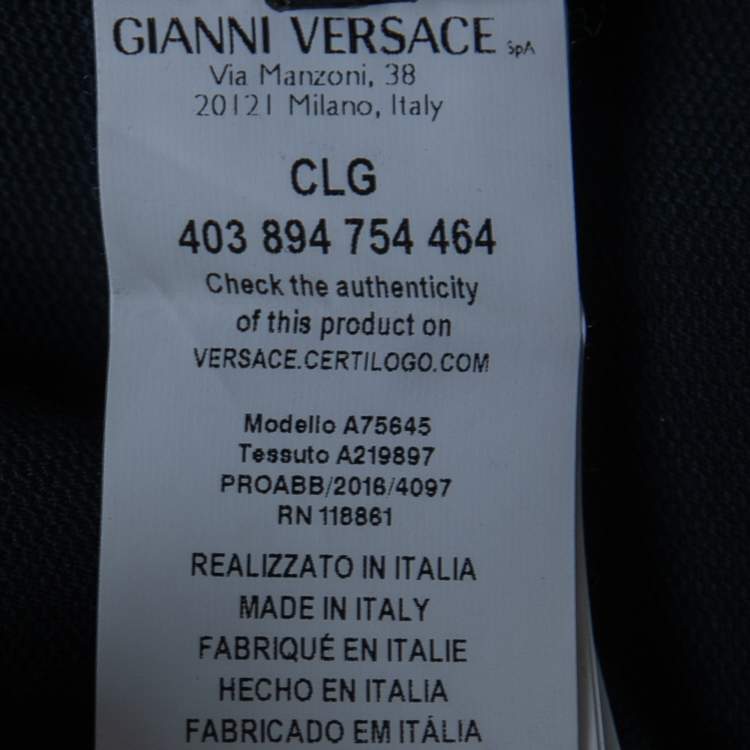 GIANNI VERSACE SpA
Via Manzoni, 38
20121 Milano, Italy
CLG
403 894 754 464
Check the authenticity
of this product on
VERSACE.CERTILOGO.COM
Modello A75645
Tessuto A219897
PROABB/2016/4097
RN 118861
REALIZZATO IN ITALIA
MADE IN ITALY
FABRIQUÉ EN ITALIE
HECHO EN ITALIA
FABRICADO EM ITÁLIA